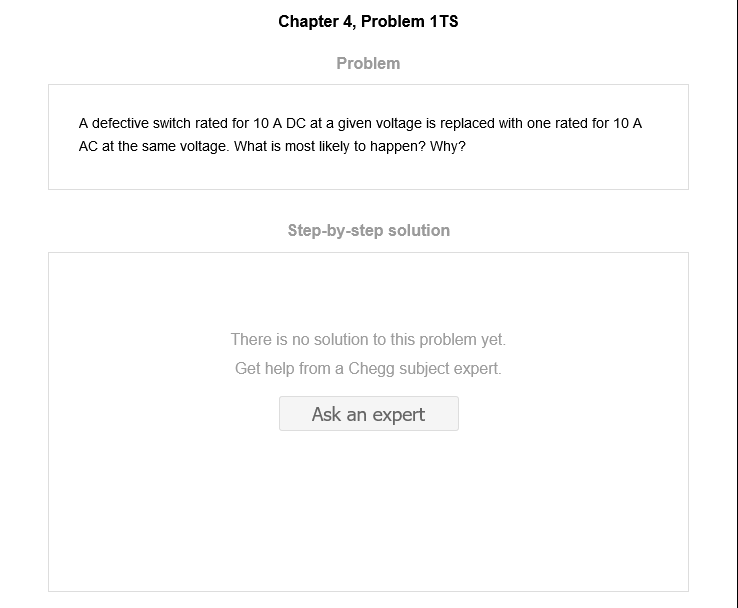 Chapter 4, Problem 1TS
Problem
A defective switch rated for 10 A DC at a given voltage is replaced with one rated for 10 A
AC at the same voltage. What is most likely to happen? Why?
Step-by-step solution
There is no solution to this problem yet.
Get help from a Chegg subject expert.
Ask an expert